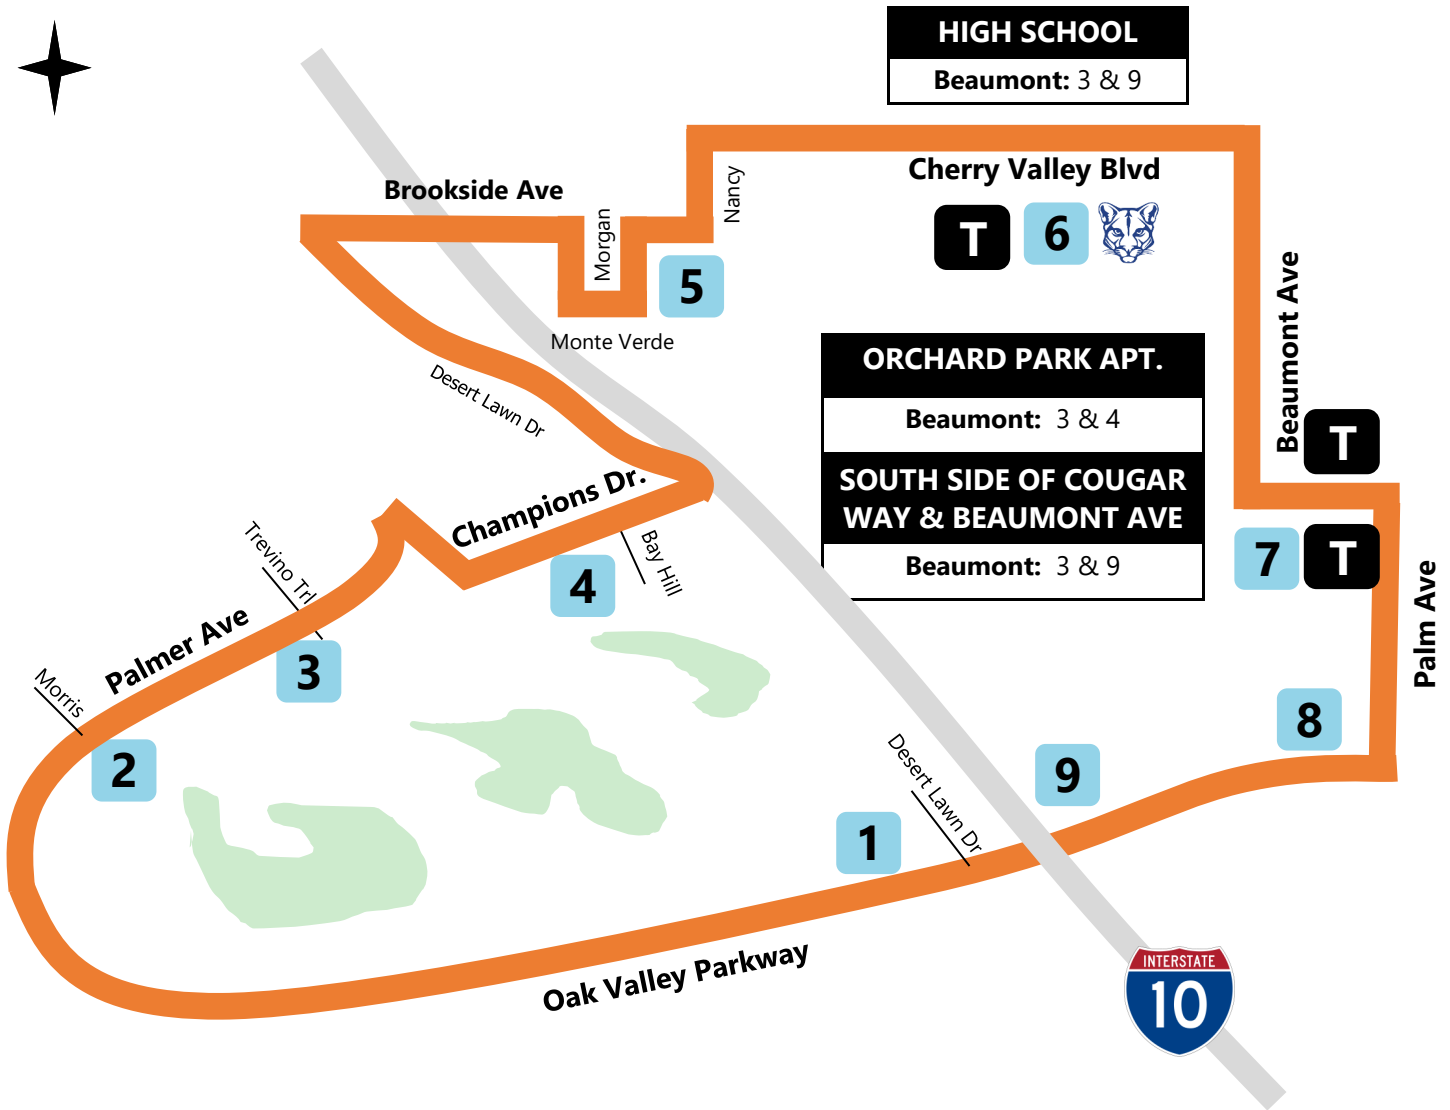 HIGH SCHOOL
Beaumont: 3 & 9
Brookside Ave
Morgan
Nancy
Cherry Valley Blvd
T
6
5
Monte Verde
Beaumont Ave
ORCHARD PARK APT.
Beaumont: 3 & 4
SOUTH SIDE OF COUGAR
WAY & BEAUMONT AVE
Beaumont: 3 & 9
T
7
T
Palm Ave
Desert Lawn Dr
Champions Dr.
Bay Hill
4
Trevino Trl
Palmer Ave
3
Morris
2
8
9
Desert Lawn Dr
1
Oak Valley Parkway
INTERSTATE
10